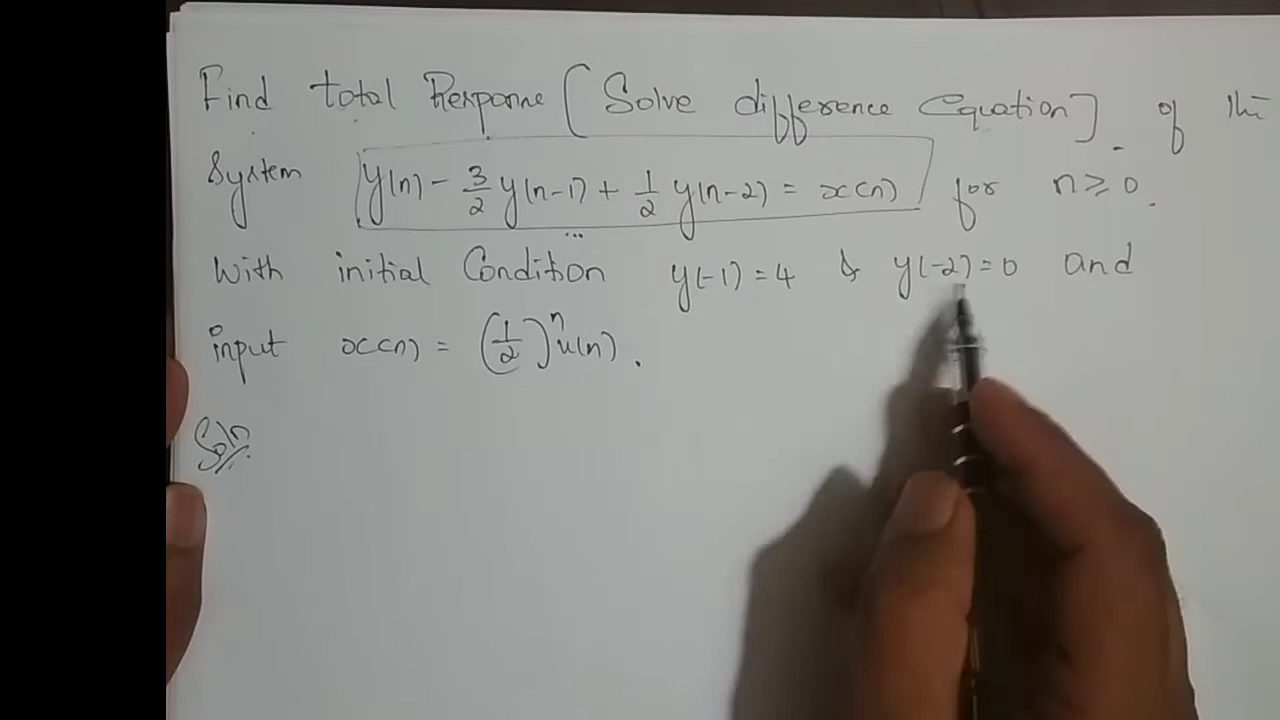 Find total Response [Solve difference Equation]. of the
System y(n) - 3/2 y(n-1) + 1/2 y(n-2) = x(n) for n ≥ 0.
With initial Condition y(-1) = 4 & y(-2) = 0 and
input x(n) = (1/2)^n u(n).
Soln